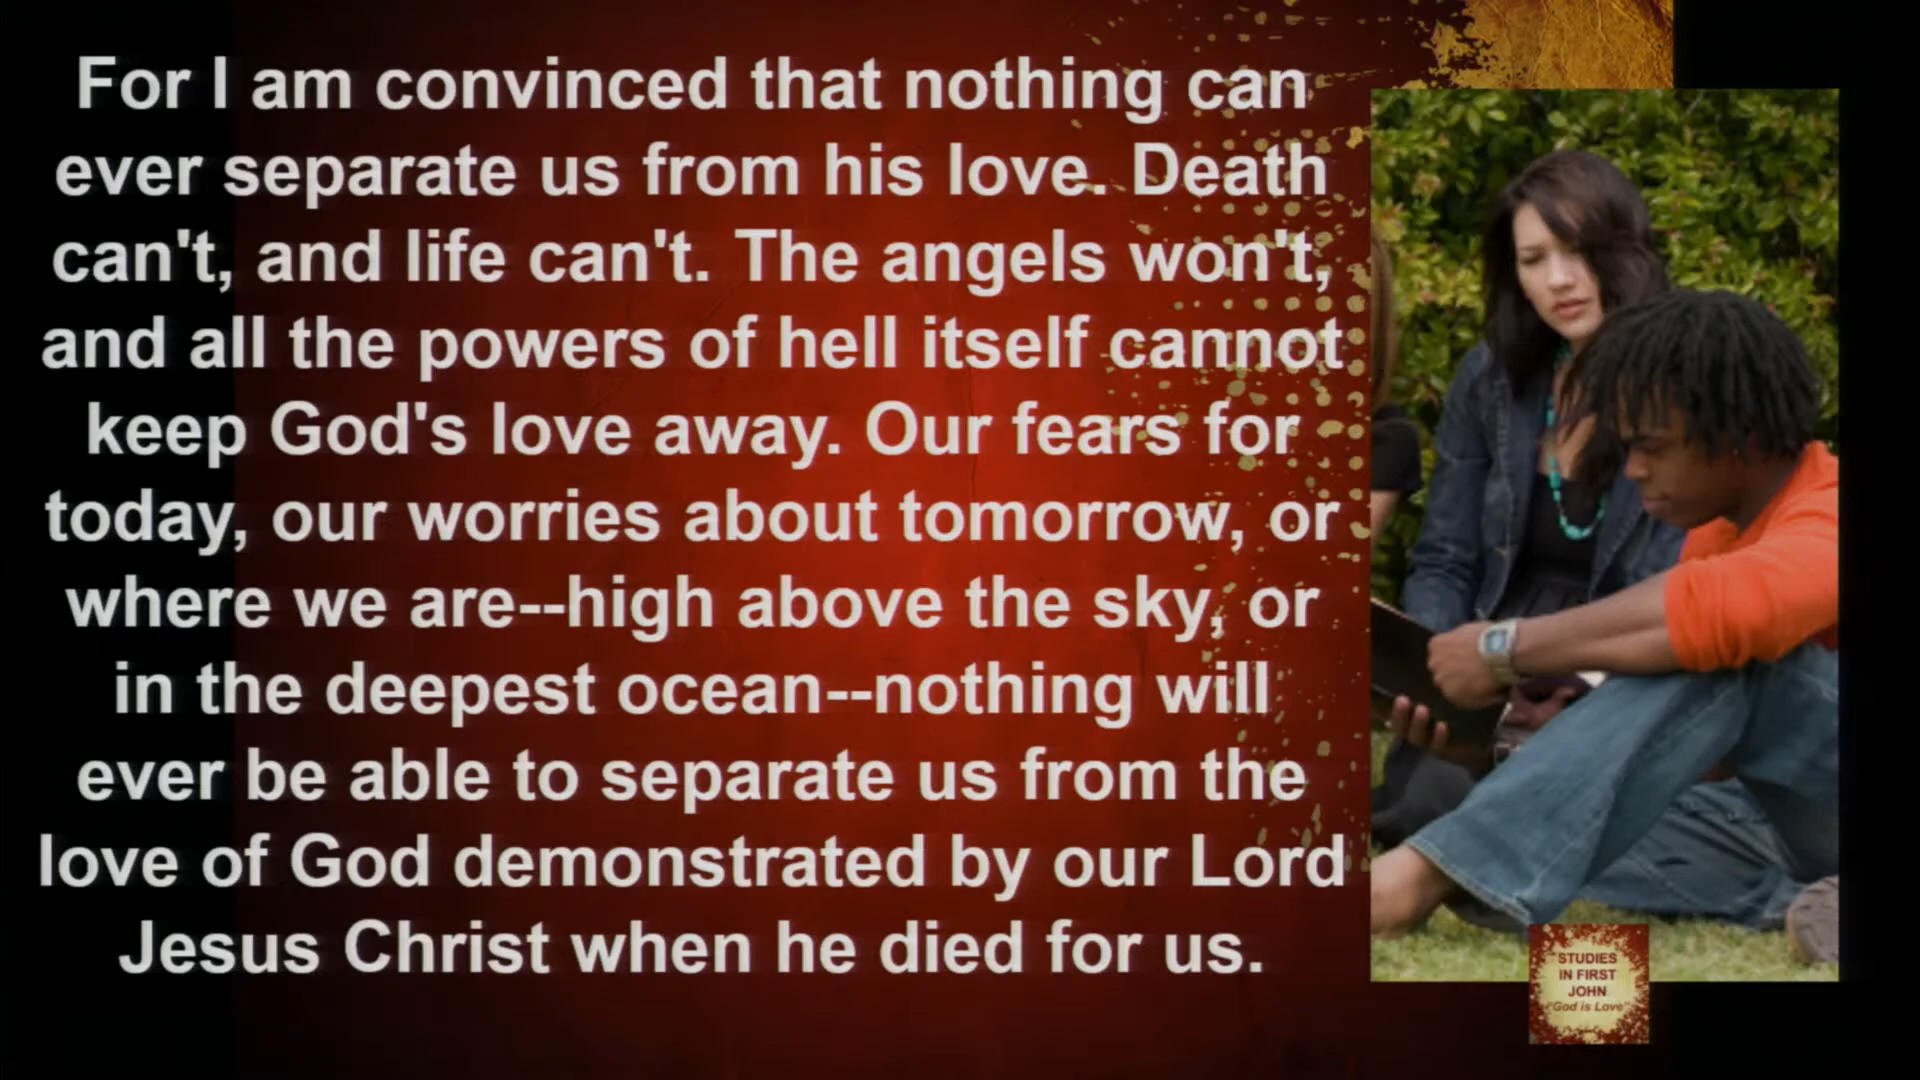 For I am convinced that nothing can
ever separate us from his love. Death
can't, and life can't. The angels won't,
and all the powers of hell itself cannot
keep God's love away. Our fears for
today, our worries about tomorrow, or
where we are--high above the sky, or
in the deepest ocean--nothing will
ever be able to separate us from the
love of God demonstrated by our Lord
Jesus Christ when he died for us.
STUDIES
IN FIRST
JOHN
"God is Love"